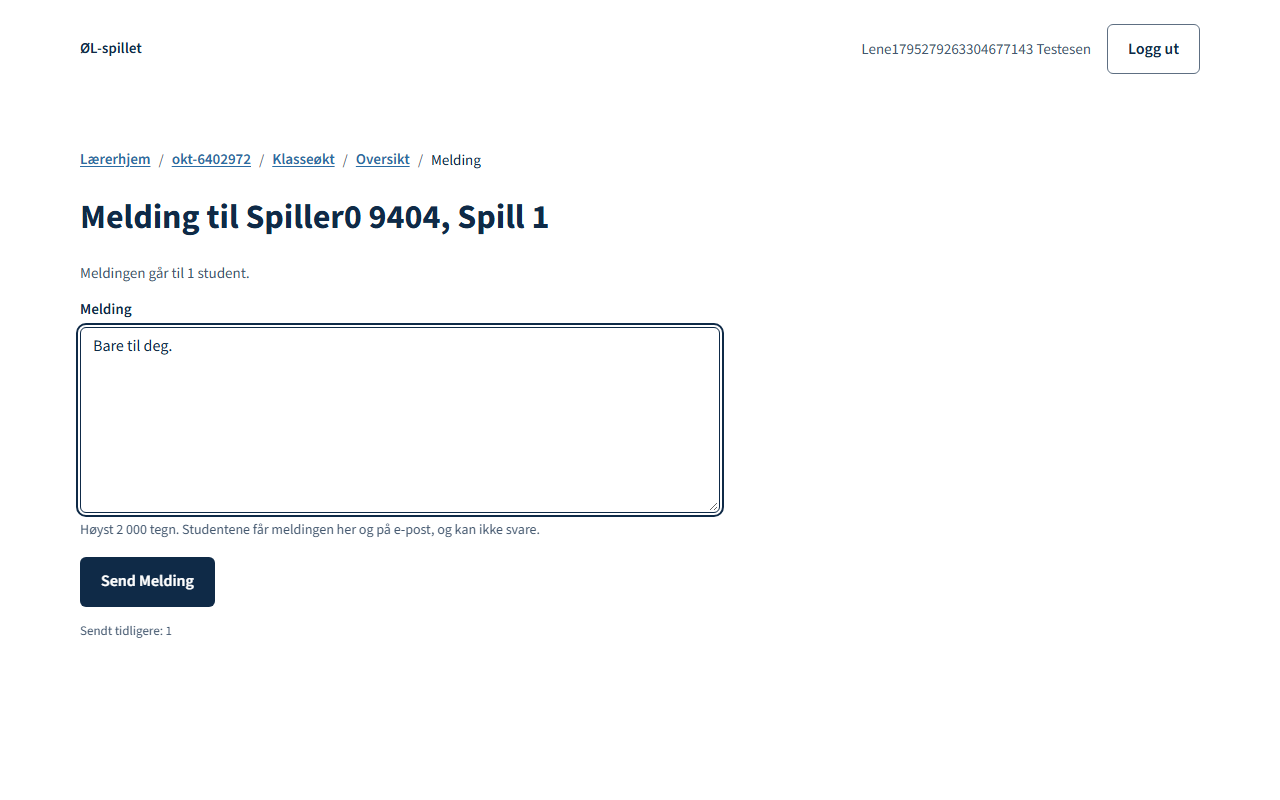 ØL-spillet
Lene1795279263304677143 Testesen
Logg ut
Lærerhjem / okt-6402972 / Klasseøkt / Oversikt / Melding
Melding til Spiller0 9404, Spill 1
Meldingen går til 1 student.
Melding
Bare til deg.
Høyst 2 000 tegn. Studentene får meldingen her og på e-post, og kan ikke svare.
Send Melding
Sendt tidligere: 1